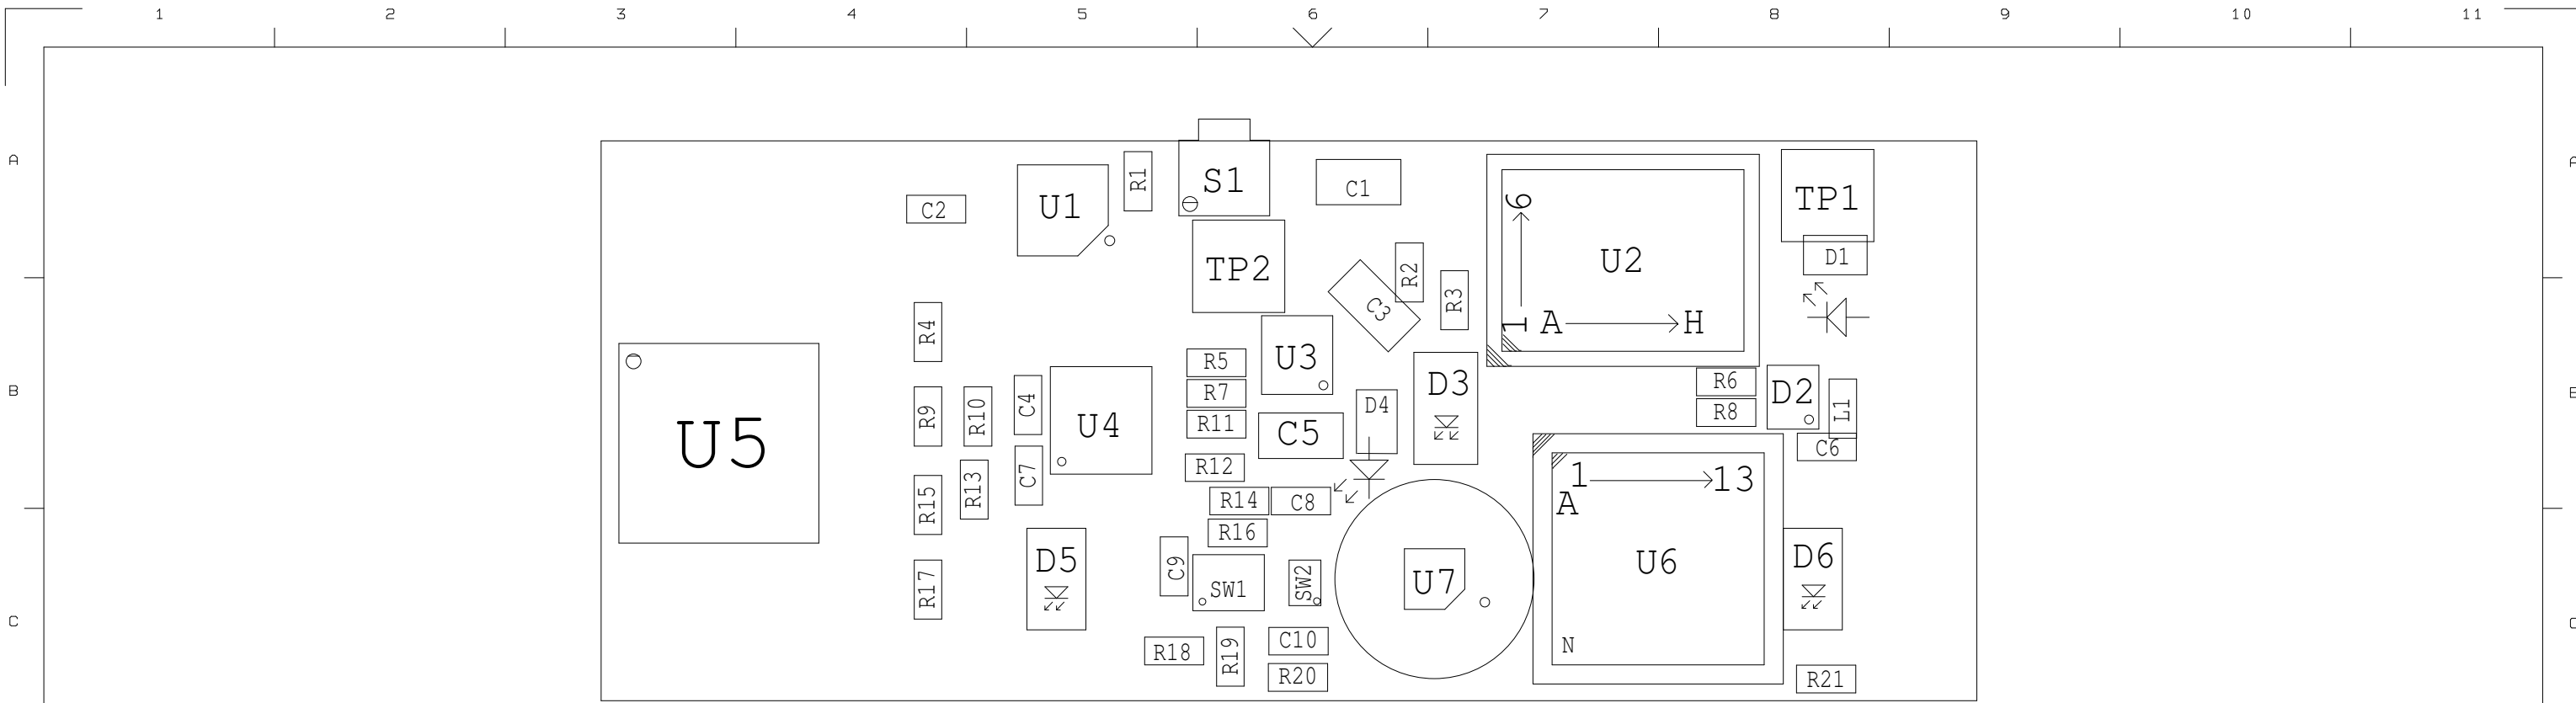 1 2 3 4 5 6 7 8 9 10 11
A
A
R1
S1
C1
U1
C2
TP1
6
U2
TP2
D1
R2
R3
C3
1 A H
R4
U3
R5
R6
D2
D3
R7
B
R9
R10
C4
U4
D4
R8
L1
R11
C5
U5
C6
R12
C7
1 13
A
R13
R15
R14
C8
R16
D5
C9
SW1
SW2
U7
U6
D6
R17
C
N
R18
R19
C10
R20
R21